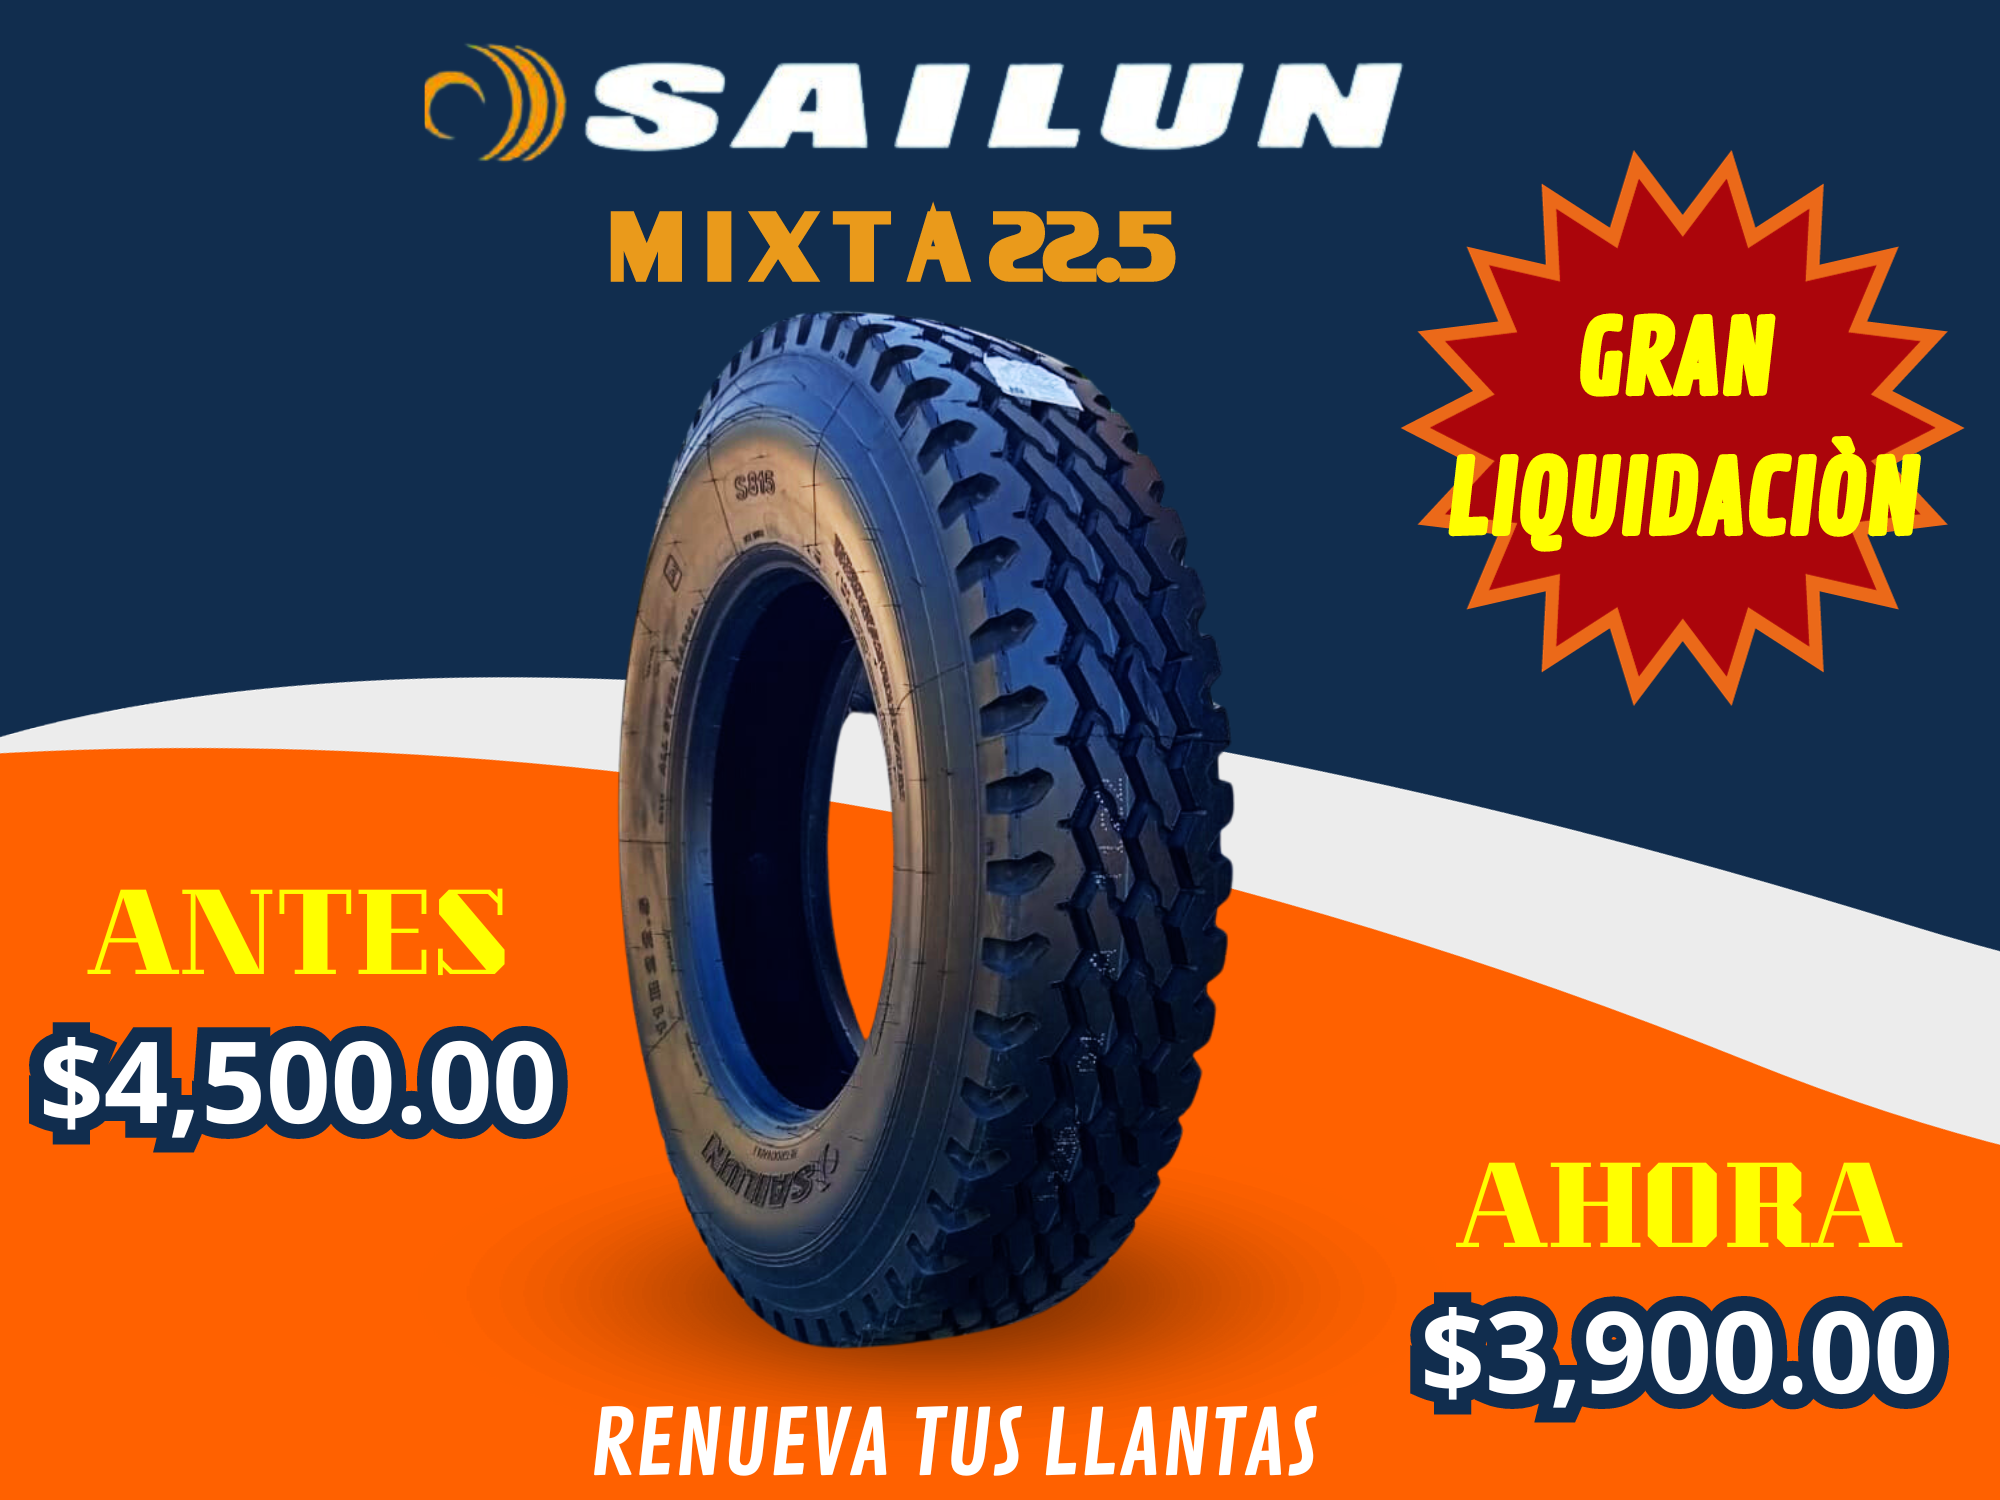 SAILUN
MIXTA 22.5
GRAN
LIQUIDACIÒN
S815
ANTES
$4,500.00
SAILUN
AHORA
$3,900.00
RENUEVA TUS LLANTAS